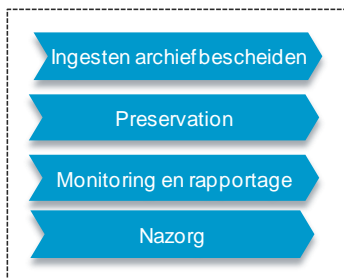 Ingesten archiefbescheiden
Preservation
Monitoring en rapportage
Nazorg